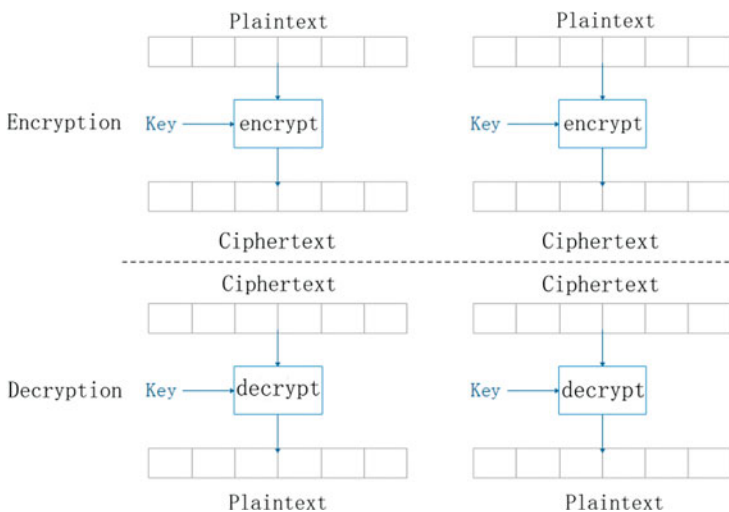 Plaintext Plaintext
Encryption Key encrypt Key encrypt
Ciphertext Ciphertext
Ciphertext Ciphertext
Decryption Key decrypt Key decrypt
Plaintext Plaintext